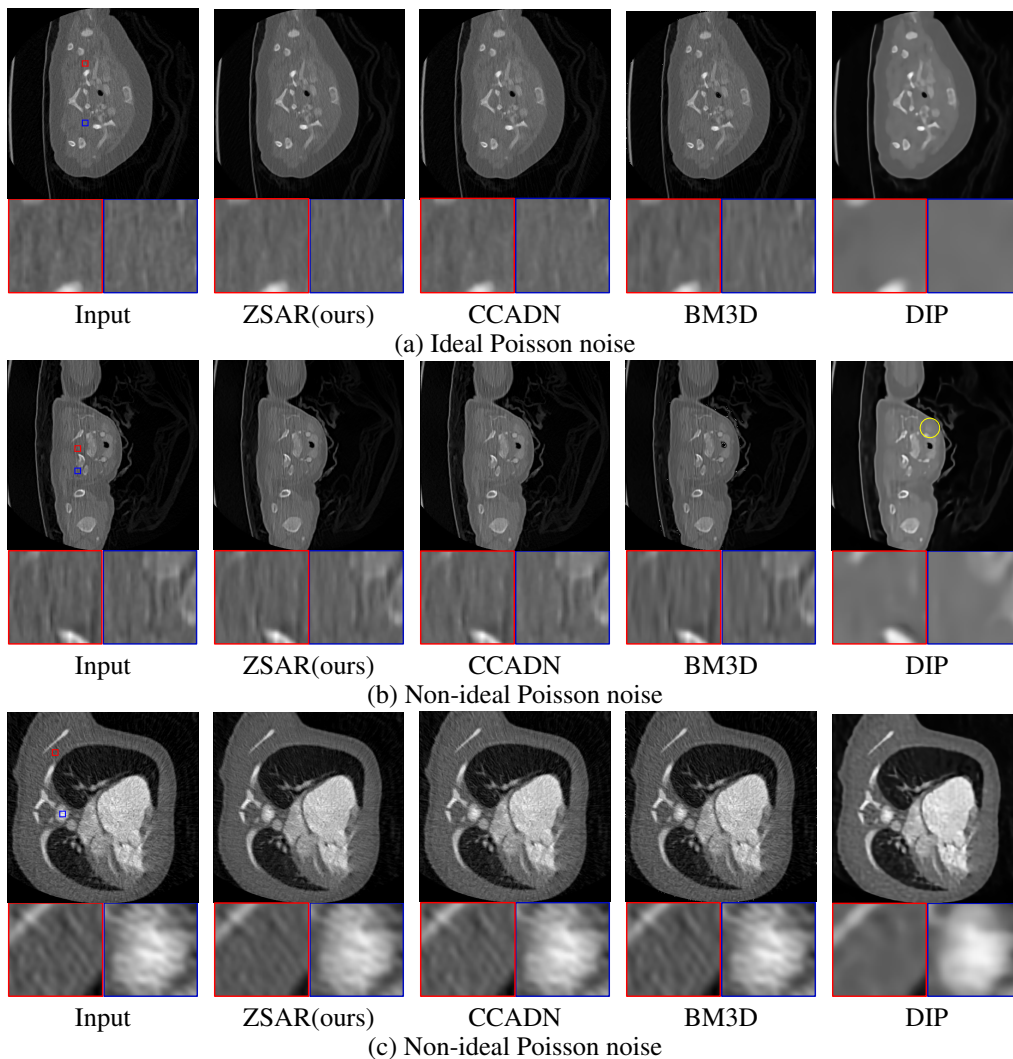 Input ZSAR(ours) CCADN BM3D DIP
(a) Ideal Poisson noise
Input ZSAR(ours) CCADN BM3D DIP
(b) Non-ideal Poisson noise
Input ZSAR(ours) CCADN BM3D DIP
(c) Non-ideal Poisson noise